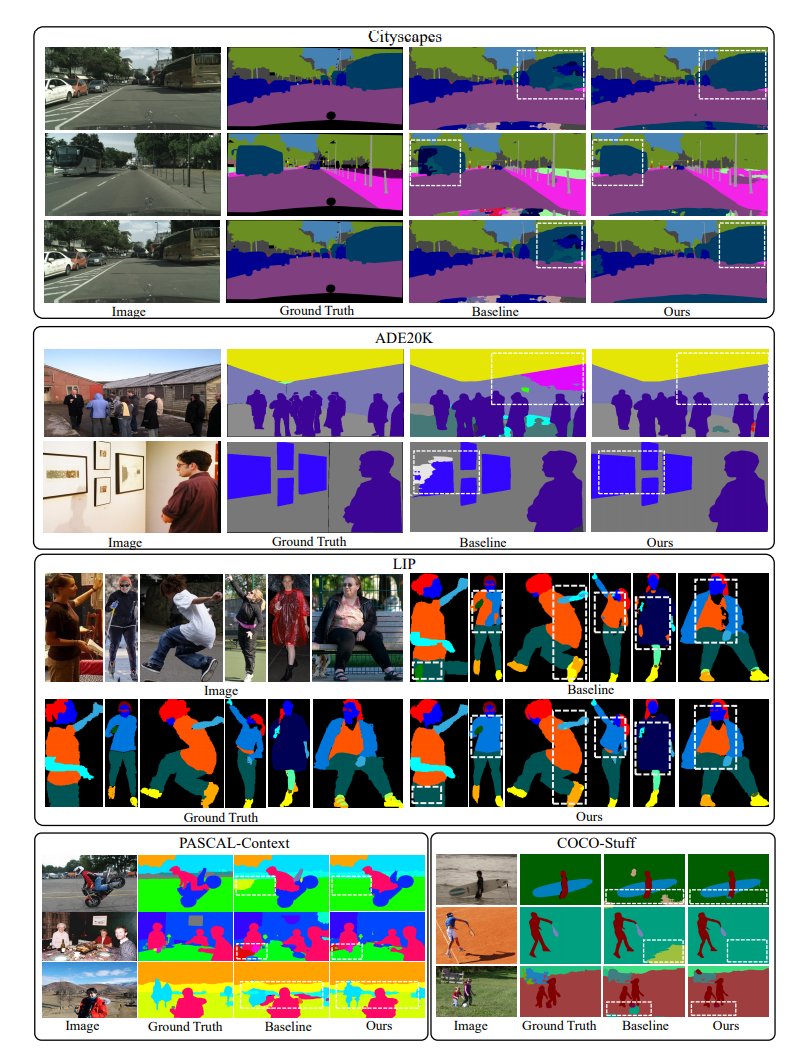 Cityscapes
Image Ground Truth Baseline Ours
ADE20K
Image Ground Truth Baseline Ours
LIP
Image Baseline
Ground Truth Ours
PASCAL-Context
Image Ground Truth Baseline Ours
COCO-Stuff
Image Ground Truth Baseline Ours